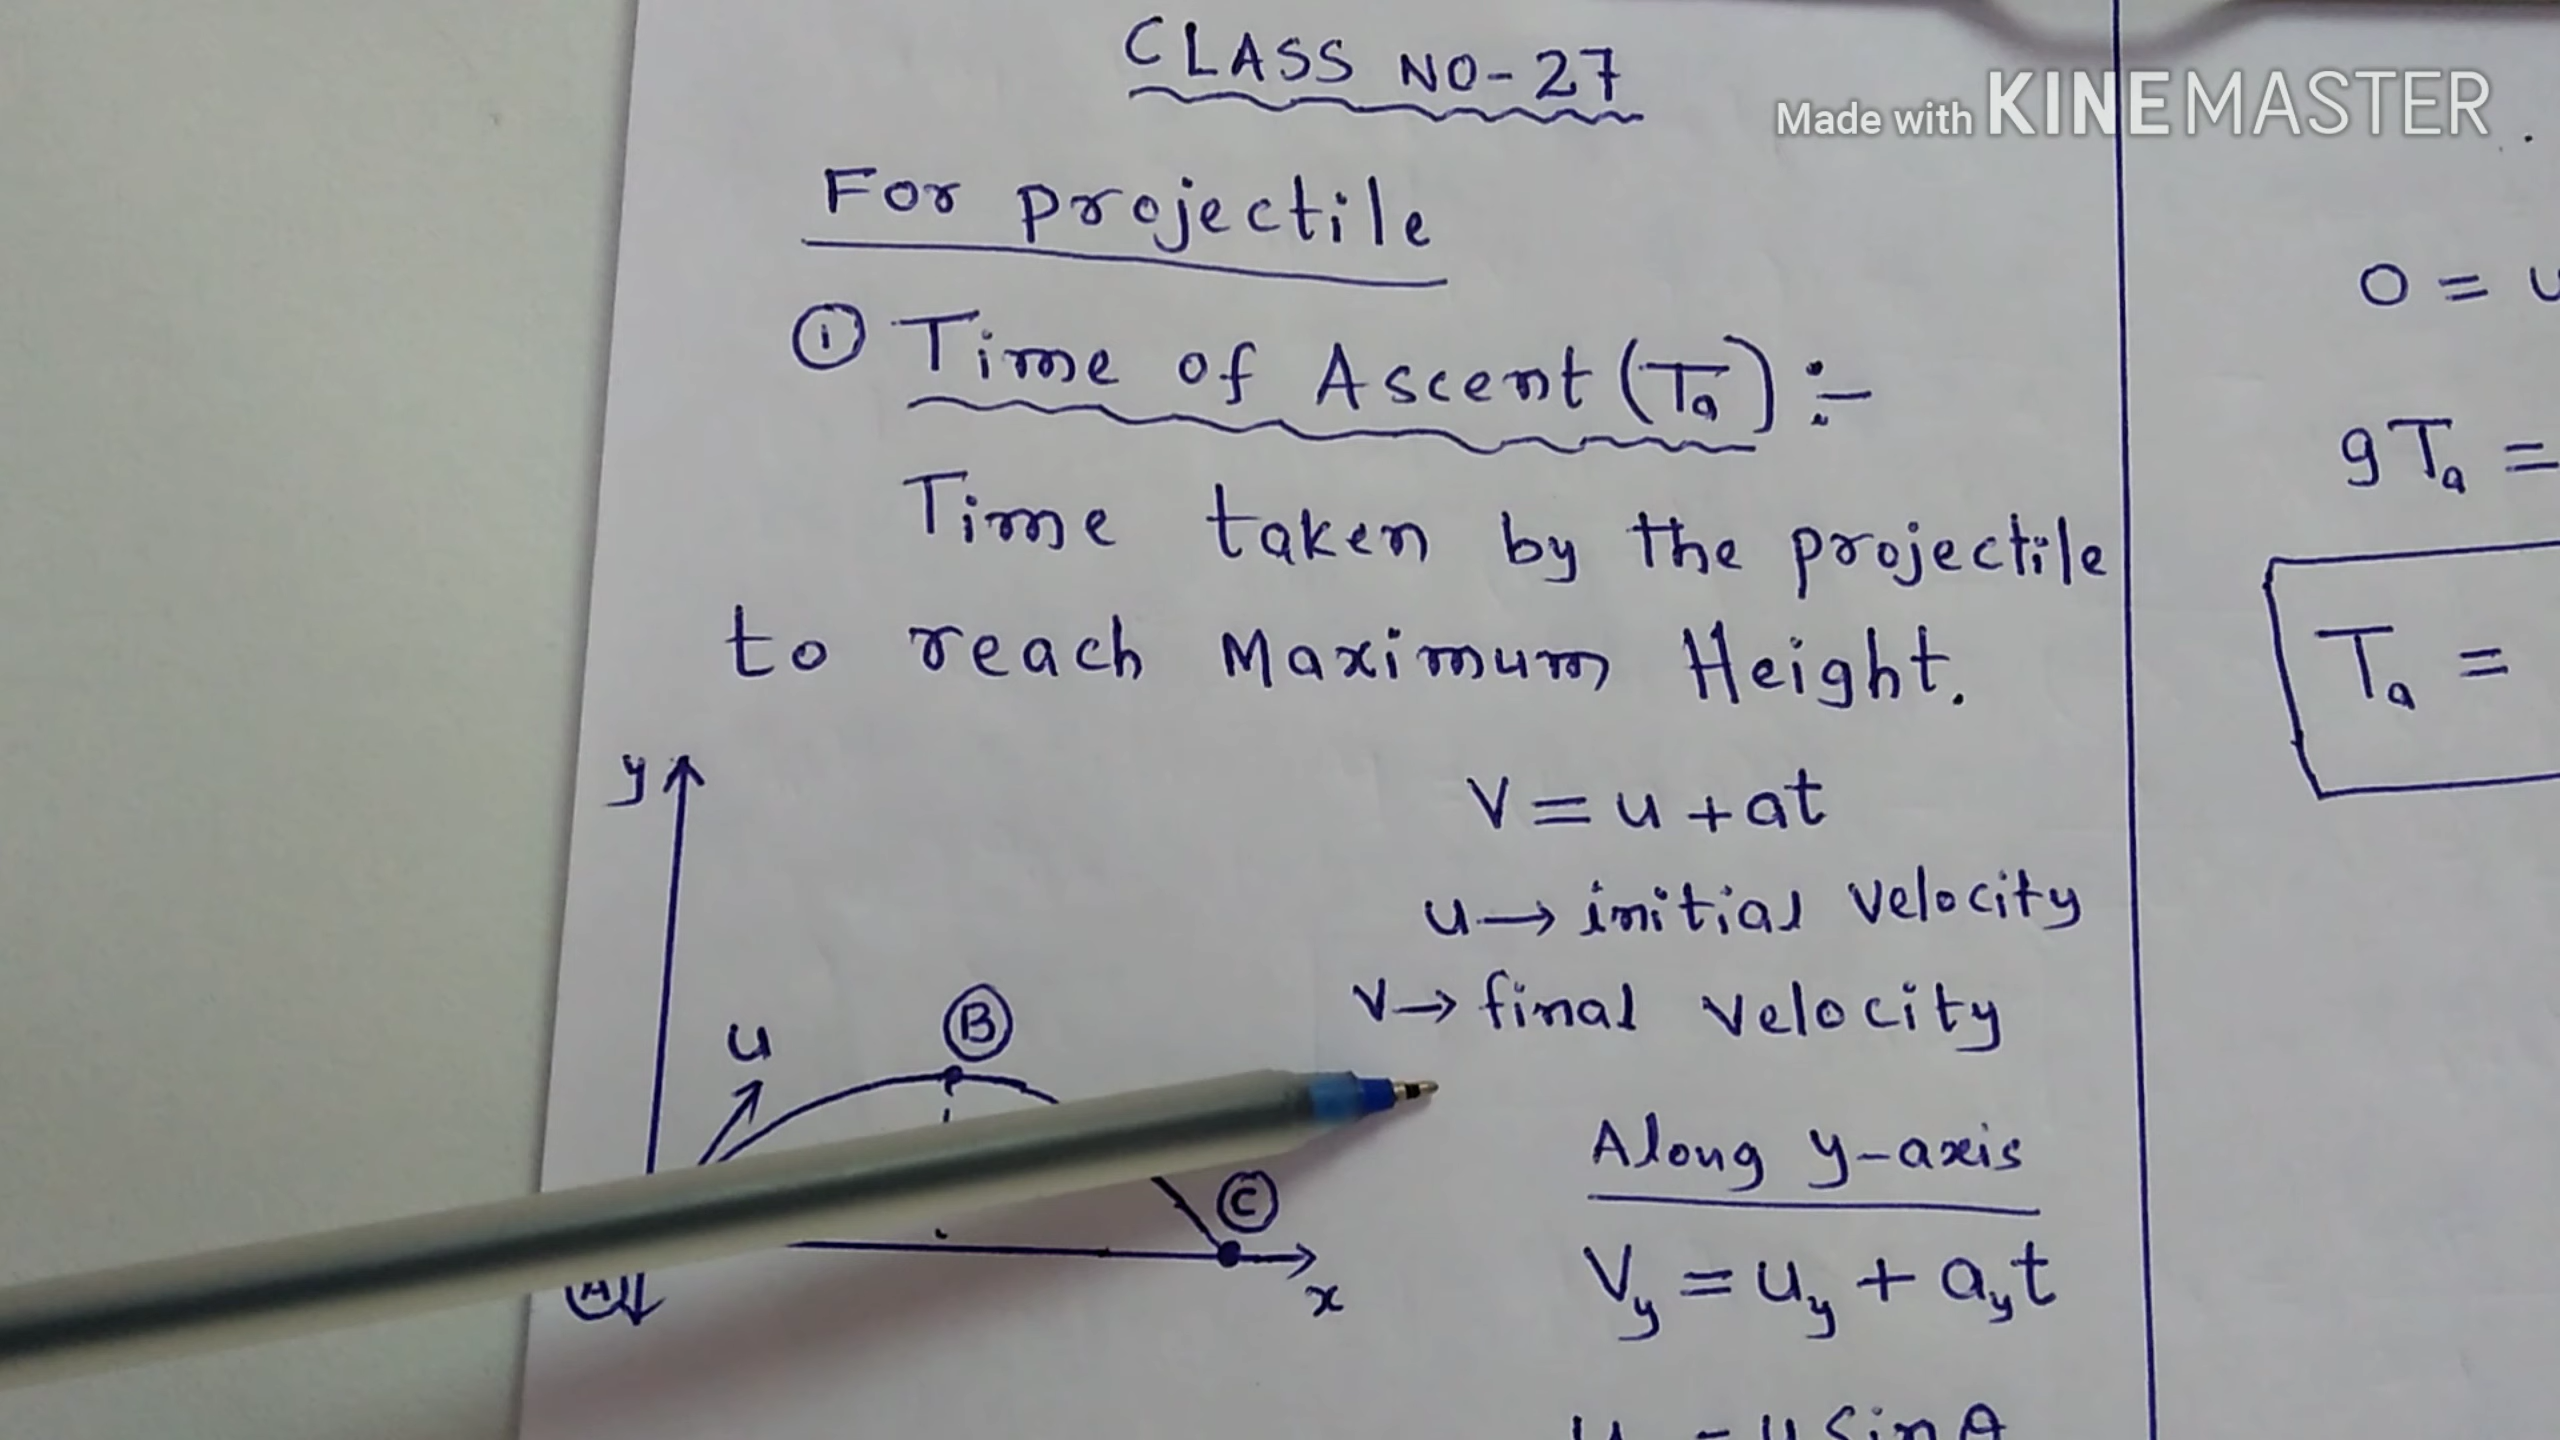 CLASS NO-27
Made with KINEMASTER
For projectile
① Time of Ascent (Ta) :-
Time taken by the projectile
to reach Maximum Height.
y
V = u + at
u → initial velocity
V → final velocity
u
B
C
A
x
Along y-axis
Vy = uy + ayt
= u sin θ
0 =
gTa =
Ta =